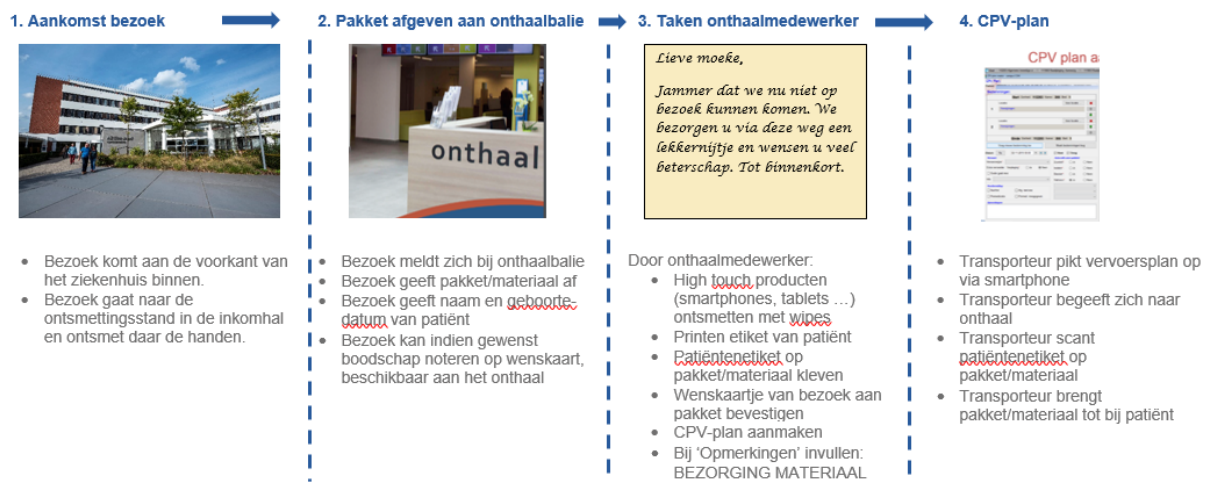 1. Aankomst bezoek
2. Pakket afgeven aan onthaalbalie
3. Taken onthaalmedewerker
4. CPV-plan
onthaal
Lieve moeke,
Jammer dat we nu niet op
bezoek kunnen komen. We
bezorgen u via deze weg een
lekkernijtje en wensen u veel
beterschap. Tot binnenkort.
CPV plan a
Bezoek komt aan de voorkant van
het ziekenhuis binnen.
Bezoek gaat naar de
ontsmettingsstand in de inkomhal
en ontsmet daar de handen.
Bezoek meldt zich bij onthaalbalie
Bezoek geeft pakket/materiaal af
Bezoek geeft naam en geboorte-
datum van patiënt
Bezoek kan indien gewenst
boodschap noteren op wenskaart,
beschikbaar aan het onthaal
Door onthaalmedewerker:
High touch producten
(smartphones, tablets …)
ontsmetten met wipes
Printen etiket van patiënt
Patiëntenetiket op
pakket/materiaal kleven
Wenskaartje van bezoek aan
pakket bevestigen
CPV-plan aanmaken
Bij ‘Opmerkingen’ invullen:
BEZORGING MATERIAAL
Transporteur pikt vervoersplan op
via smartphone
Transporteur begeeft zich naar
onthaal
Transporteur scant
patiëntenetiket op
pakket/materiaal
Transporteur brengt
pakket/materiaal tot bij patiënt